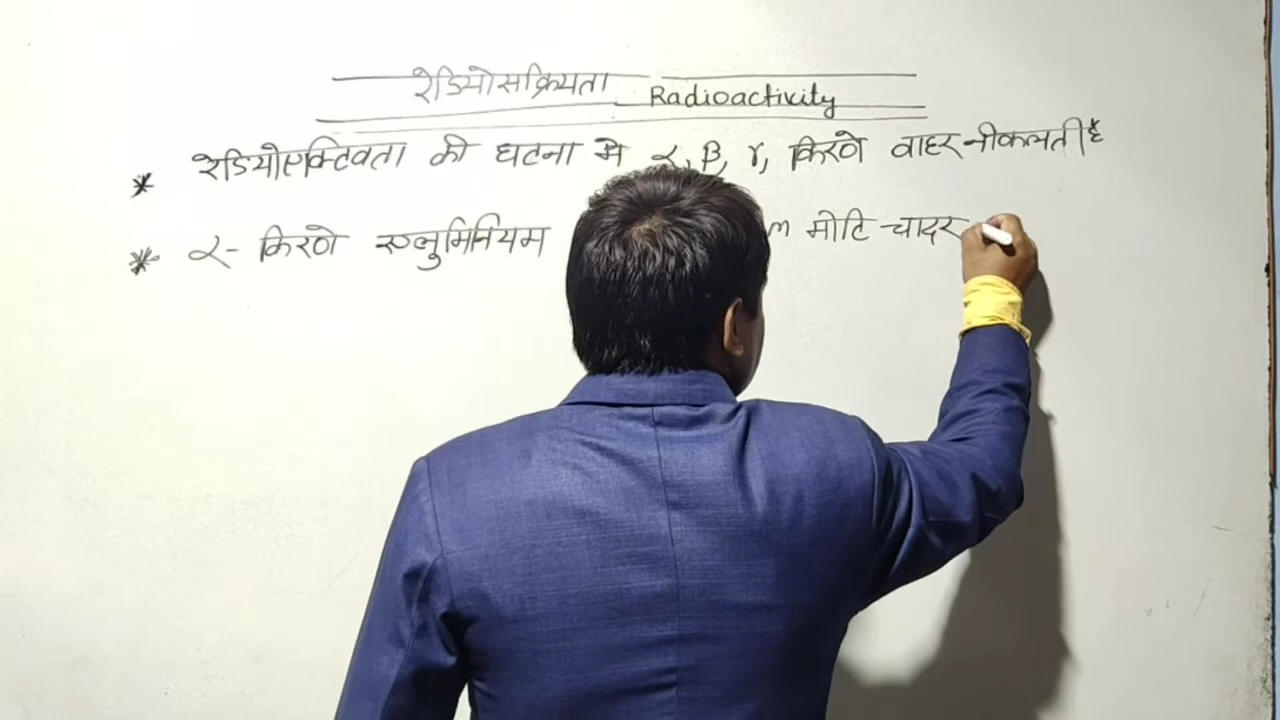 रेडियोसक्रियता Radioactivity
* रेडियोएक्टिवता की घटना मे α, β, γ, किरणे वाहर नीकलती है
* α- किरणे एल्युमिनियम m मोटि चादर